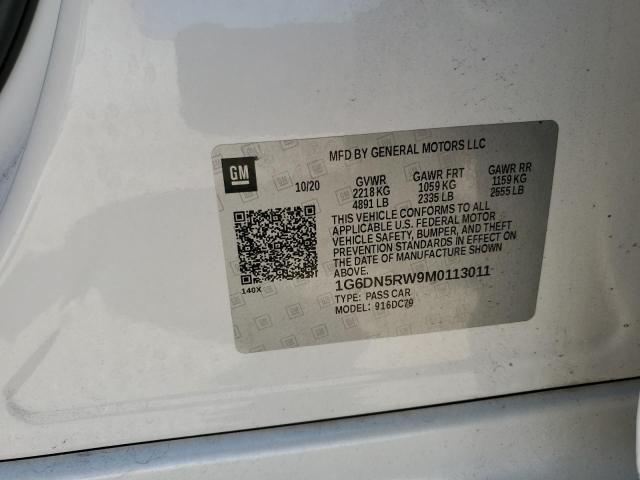 GM
MFD BY GENERAL MOTORS LLC
10/20 GVWR GAWR FRT GAWR RR
2218 KG 1059 KG 1159 KG
4891 LB 2335 LB 2555 LB
THIS VEHICLE CONFORMS TO ALL
APPLICABLE U.S. FEDERAL MOTOR
VEHICLE SAFETY, BUMPER, AND THEFT
PREVENTION STANDARDS IN EFFECT ON
THE DATE OF MANUFACTURE SHOWN
ABOVE.
140X
1G6DN5RW9M0113011
TYPE: PASS CAR
MODEL: 916DC79